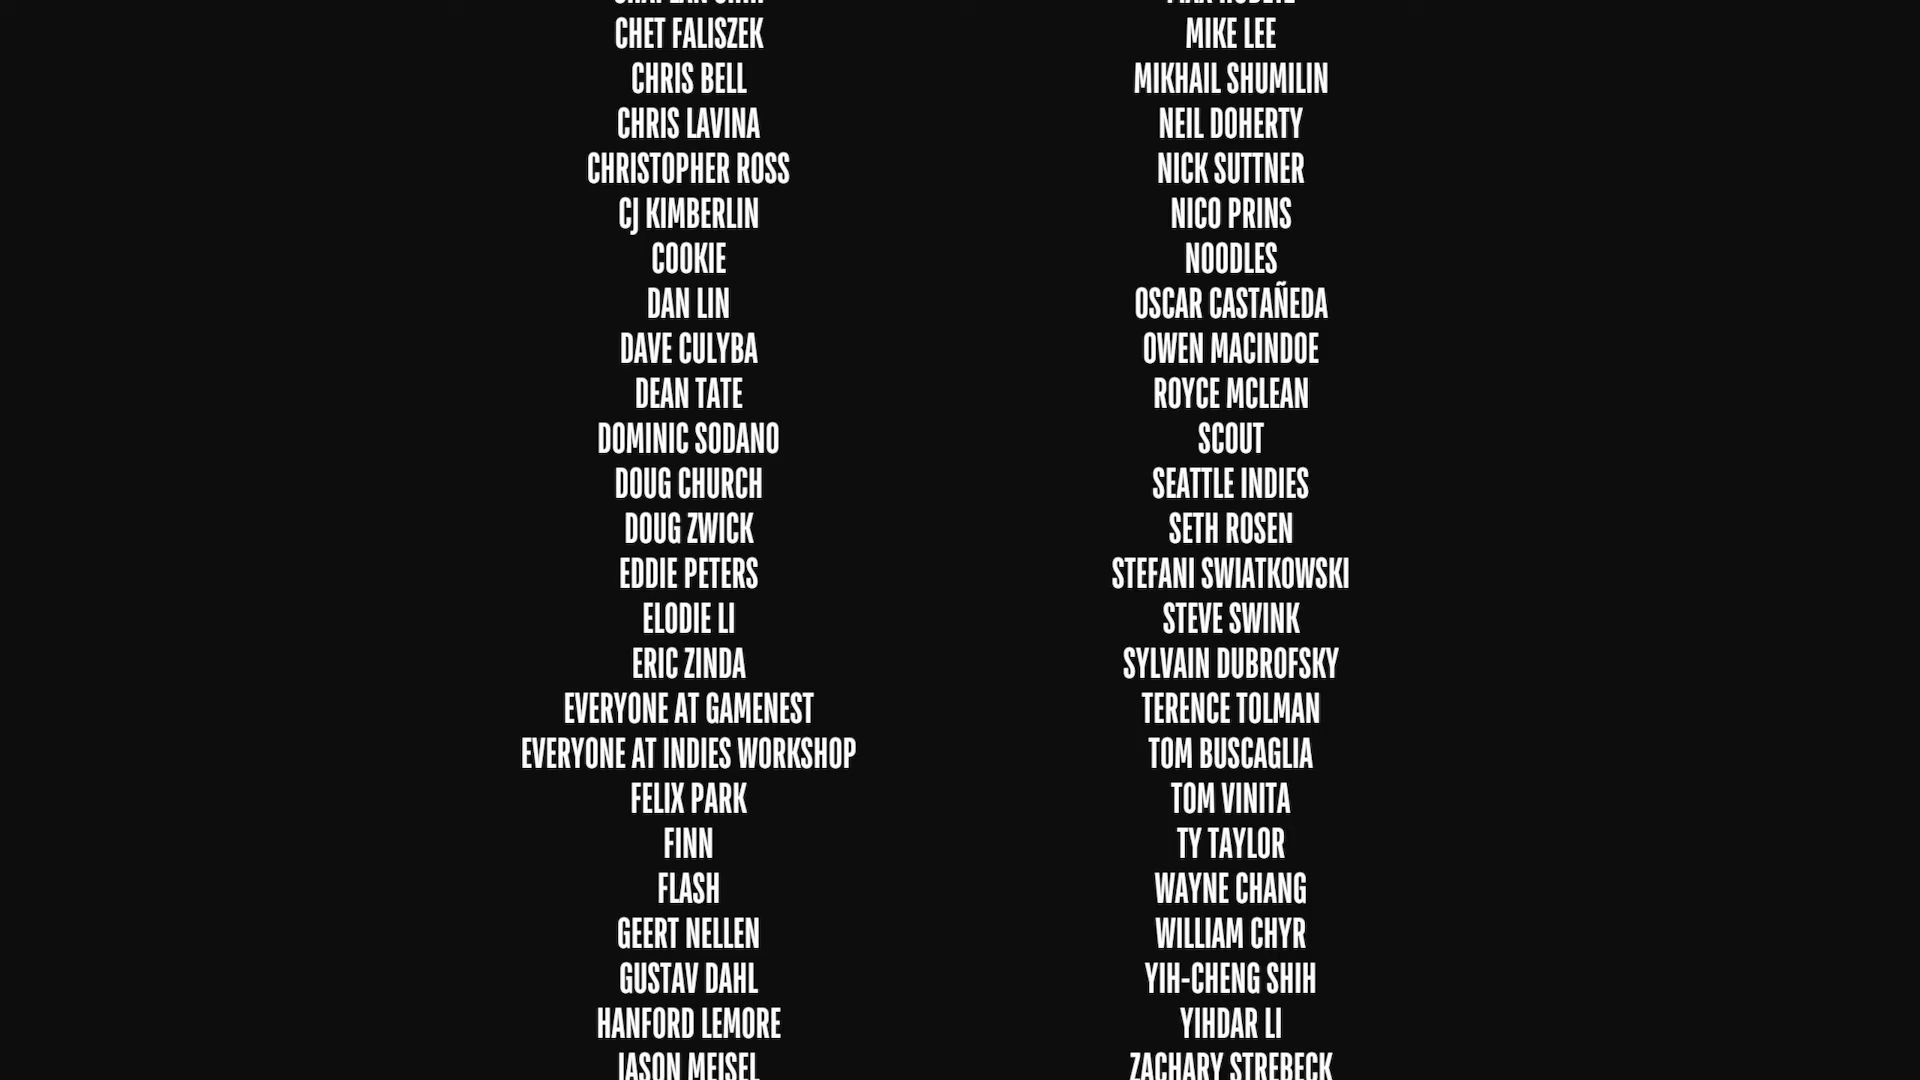 CHET FALISZEK
CHRIS BELL
CHRIS LAVINA
CHRISTOPHER ROSS
CJ KIMBERLIN
COOKIE
DAN LIN
DAVE CULYBA
DEAN TATE
DOMINIC SODANO
DOUG CHURCH
DOUG ZWICK
EDDIE PETERS
ELODIE LI
ERIC ZINDA
EVERYONE AT GAMENEST
EVERYONE AT INDIES WORKSHOP
FELIX PARK
FINN
FLASH
GEERT NELLEN
GUSTAV DAHL
HANFORD LEMORE
JASON MEISEL
MIKE LEE
MIKHAIL SHUMILIN
NEIL DOHERTY
NICK SUTTNER
NICO PRINS
NOODLES
OSCAR CASTAÑEDA
OWEN MACINDOE
ROYCE MCLEAN
SCOUT
SEATTLE INDIES
SETH ROSEN
STEFANI SWIATKOWSKI
STEVE SWINK
SYLVAIN DUBROFSKY
TERENCE TOLMAN
TOM BUSCAGLIA
TOM VINITA
TY TAYLOR
WAYNE CHANG
WILLIAM CHYR
YIH-CHENG SHIH
YIHDAR LI
ZACHARY STREBECK